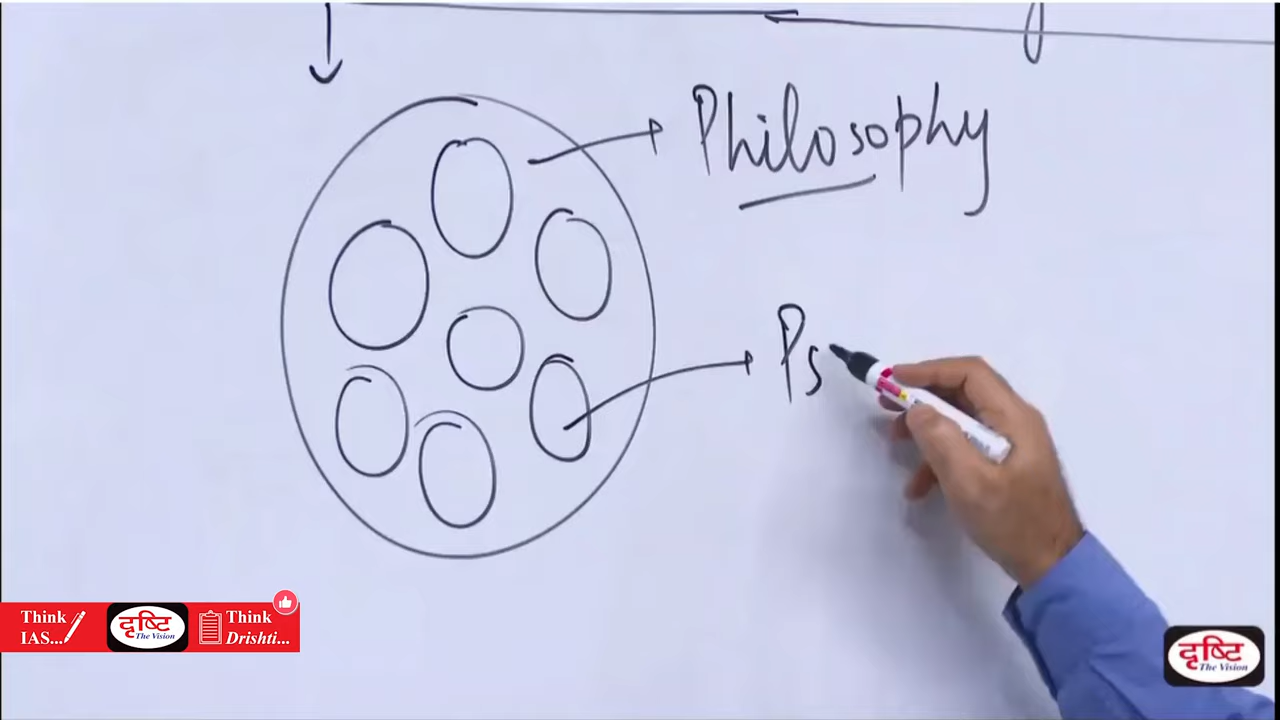 Philosophy
Ps
Think
IAS...
दृष्टि
The Vision
Think
Drishti...
दृष्टि
The Vision